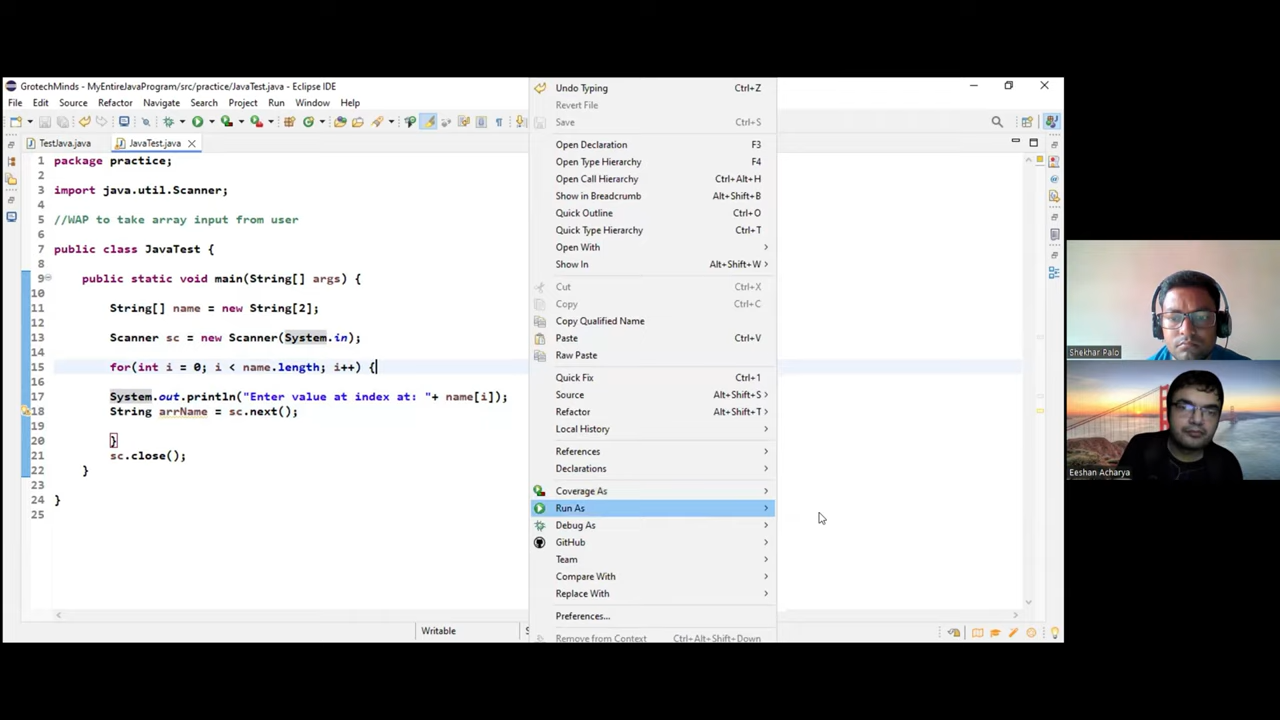 GrotechMinds - MyEntireJavaProgram/src/practice/JavaTest.java - Eclipse IDE
File Edit Source Refactor Navigate Search Project Run Window Help
TestJava.java
JavaTest.java
1 package practice;
2
3 import java.util.Scanner;
4
5 //WAP to take array input from user
6
7 public class JavaTest {
8
9 public static void main(String[] args) {
10
11 String[] name = new String[2];
12
13 Scanner sc = new Scanner(System.in);
14
15 for(int i = 0; i < name.length; i++) {
16
17 System.out.println("Enter value at index at: "+ name[i]);
18 String arrName = sc.next();
19
20 }
21 sc.close();
22 }
23
24 }
25
Undo Typing Ctrl+Z
Revert File
Save Ctrl+S
Open Declaration F3
Open Type Hierarchy F4
Open Call Hierarchy Ctrl+Alt+H
Show in Breadcrumb Alt+Shift+B
Quick Outline Ctrl+O
Quick Type Hierarchy Ctrl+T
Open With
Show In Alt+Shift+W
Cut Ctrl+X
Copy Ctrl+C
Copy Qualified Name
Paste Ctrl+V
Raw Paste
Quick Fix Ctrl+1
Source Alt+Shift+S
Refactor Alt+Shift+T
Local History
References
Declarations
Coverage As
Run As
Debug As
GitHub
Team
Compare With
Replace With
Preferences...
Remove from Context Ctrl+Alt+Shift+Down
Writable
Shekhar Palo
Eeshan Acharya